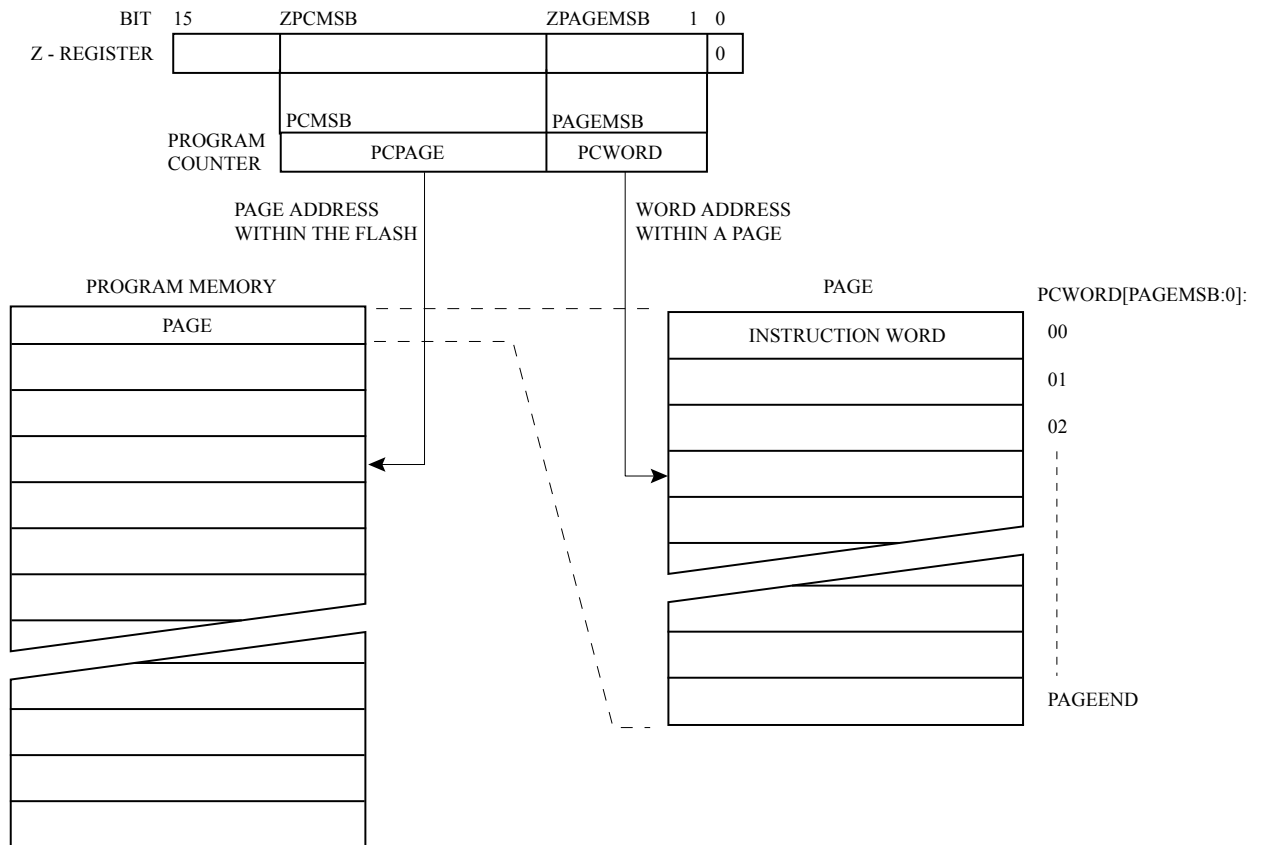 BIT 15 ZPCMSB ZPAGEMSB 1 0
Z - REGISTER 0
PCMSB PAGEMSB
PROGRAM
COUNTER
PCPAGE PCWORD
PAGE ADDRESS
WITHIN THE FLASH
WORD ADDRESS
WITHIN A PAGE
PROGRAM MEMORY
PAGE
PAGE
PCWORD[PAGEMSB:0]:
INSTRUCTION WORD
00
01
02
PAGEEND